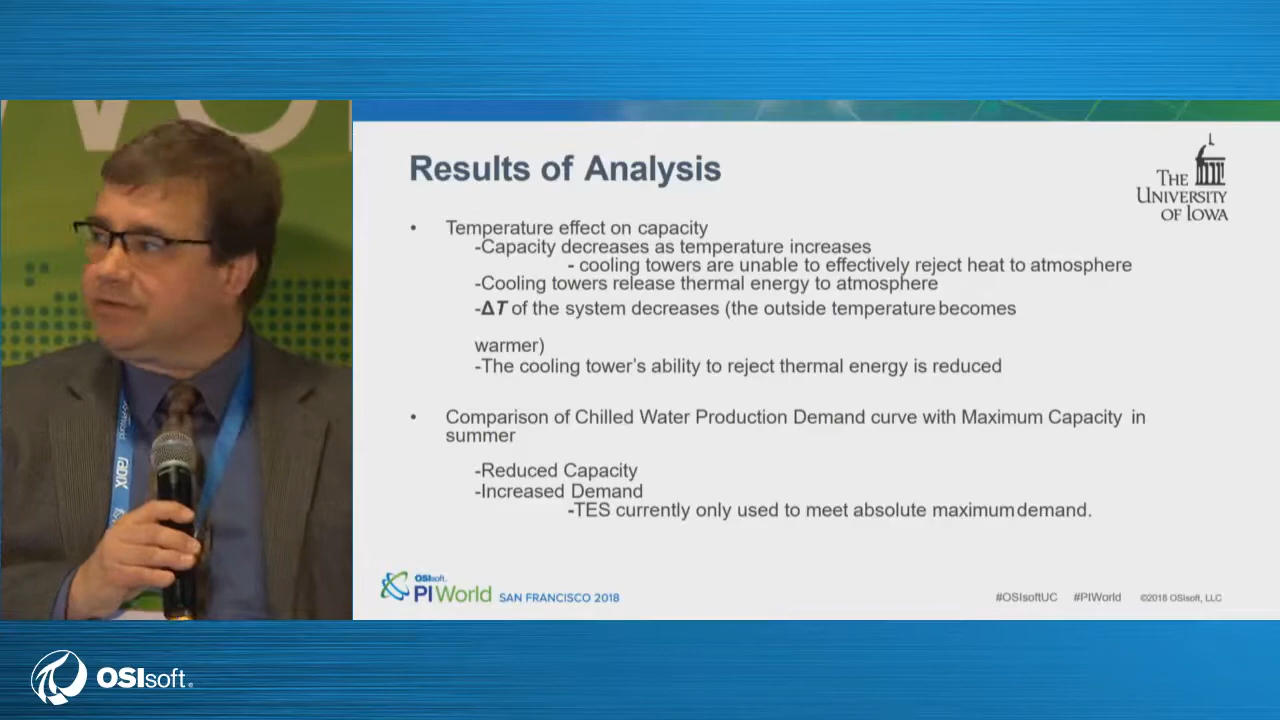 Results of Analysis
THE
UNIVERSITY
OF IOWA
• Temperature effect on capacity
-Capacity decreases as temperature increases
- cooling towers are unable to effectively reject heat to atmosphere
-Cooling towers release thermal energy to atmosphere
-ΔT of the system decreases (the outside temperature becomes
warmer)
-The cooling tower's ability to reject thermal energy is reduced
• Comparison of Chilled Water Production Demand curve with Maximum Capacity in
summer
-Reduced Capacity
-Increased Demand
-TES currently only used to meet absolute maximum demand.
radix
OSIsoft.
PI World SAN FRANCISCO 2018
#OSIsoftUC #PIWorld ©2018 OSIsoft, LLC
OSIsoft.